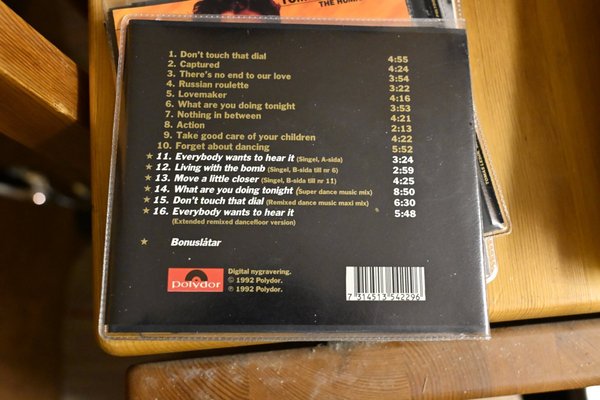 THE HUMA
1. Don't touch that dial 4:55
2. Captured 4:24
3. There's no end to our love 3:54
4. Russian roulette 3:22
5. Lovemaker 4:16
6. What are you doing tonight 3:53
7. Nothing in between 4:21
8. Action 2:13
9. Take good care of your children 4:22
10. Forget about dancing 5:52
★ 11. Everybody wants to hear it (Singel, A-sida) 3:24
★ 12. Living with the bomb (Singel, B-sida till nr 6) 2:59
★ 13. Move a little closer (Singel, B-sida till nr 11) 4:25
★ 14. What are you doing tonight (Super dance music mix) 8:50
★ 15. Don't touch that dial (Remixed dance music maxi mix) 6:30
★ 16. Everybody wants to hear it 5:48
(Extended remixed dancefloor version)
★ Bonuslåtar
Polydor
Digital nygravering.
© 1992 Polydor.
℗ 1992 Polydor.
7 314513 542296